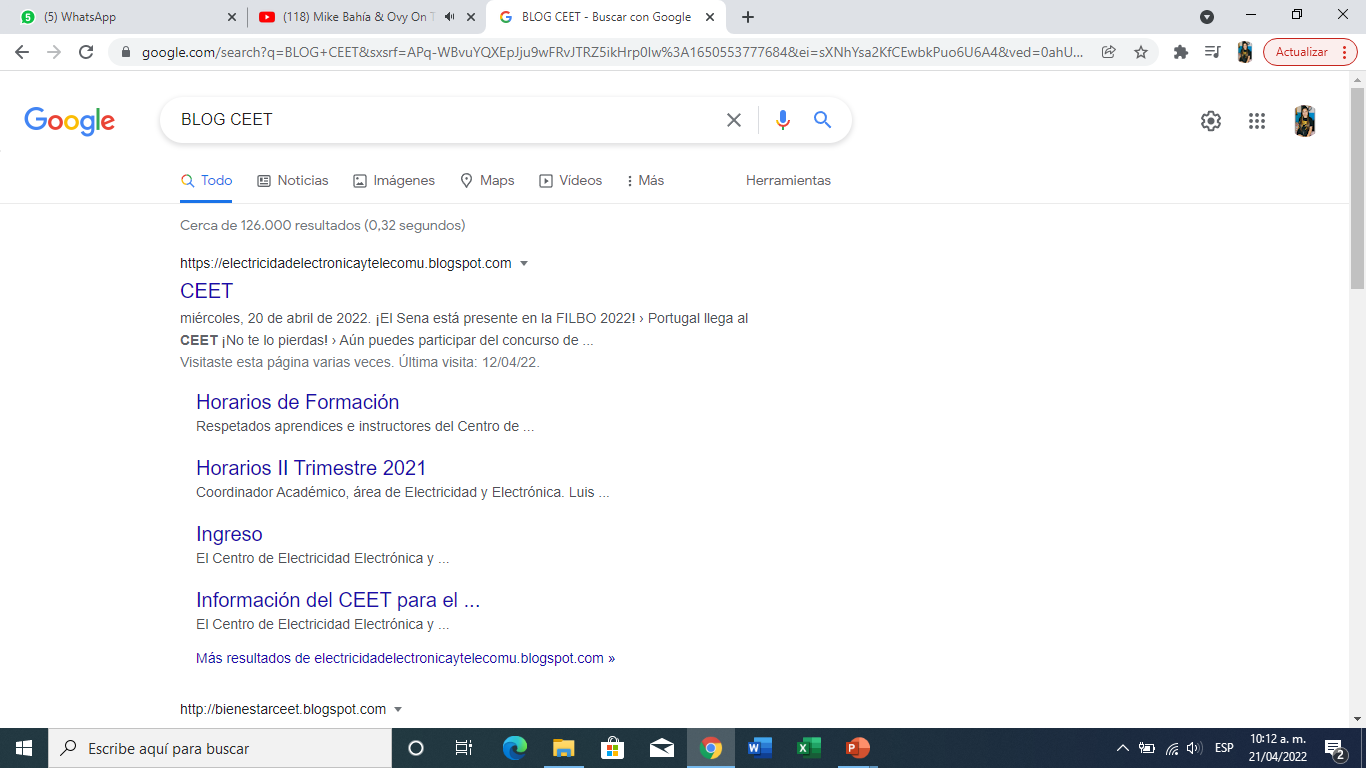 (5) WhatsApp
(118) Mike Bahía & Ovy On T
BLOG CEET - Buscar con Google
google.com/search?q=BLOG+CEET&sxsrf=APq-WBvuYQXEpJju9wFRvJTRZ5ikHrp0Iw%3A1650553777684&ei=sXNhYsa2KfCEwbkPuo6U6A4&ved=0ahU...
Actualizar
Google
BLOG CEET
Todo
Noticias
Imágenes
Maps
Vídeos
Más
Herramientas
Cerca de 126.000 resultados (0,32 segundos)
https://electricidadelectronicaytelecomu.blogspot.com
CEET
miércoles, 20 de abril de 2022. ¡El Sena está presente en la FILBO 2022! › Portugal llega al
CEET ¡No te lo pierdas! › Aún puedes participar del concurso de ...
Visitaste esta página varias veces. Última visita: 12/04/22.
Horarios de Formación
Respetados aprendices e instructores del Centro de ...
Horarios II Trimestre 2021
Coordinador Académico, área de Electricidad y Electrónica. Luis ...
Ingreso
El Centro de Electricidad Electrónica y ...
Información del CEET para el ...
El Centro de Electricidad Electrónica y ...
Más resultados de electricidadelectronicaytelecomu.blogspot.com »
http://bienestarceet.blogspot.com
Escribe aquí para buscar
ESP
10:12 a. m.
21/04/2022
2